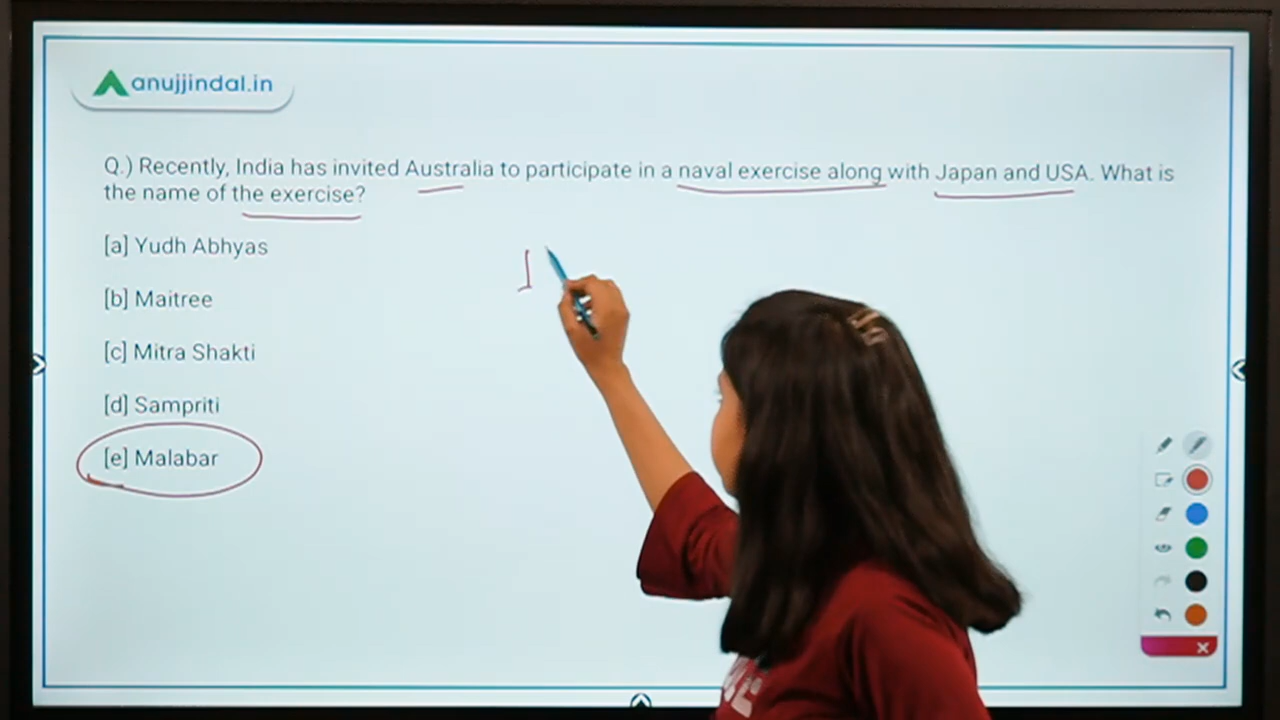 anujjindal.in
Q.) Recently, India has invited Australia to participate in a naval exercise along with Japan and USA. What is
the name of the exercise?
[a] Yudh Abhyas
I
[b] Maitree
[c] Mitra Shakti
[d] Sampriti
[e] Malabar